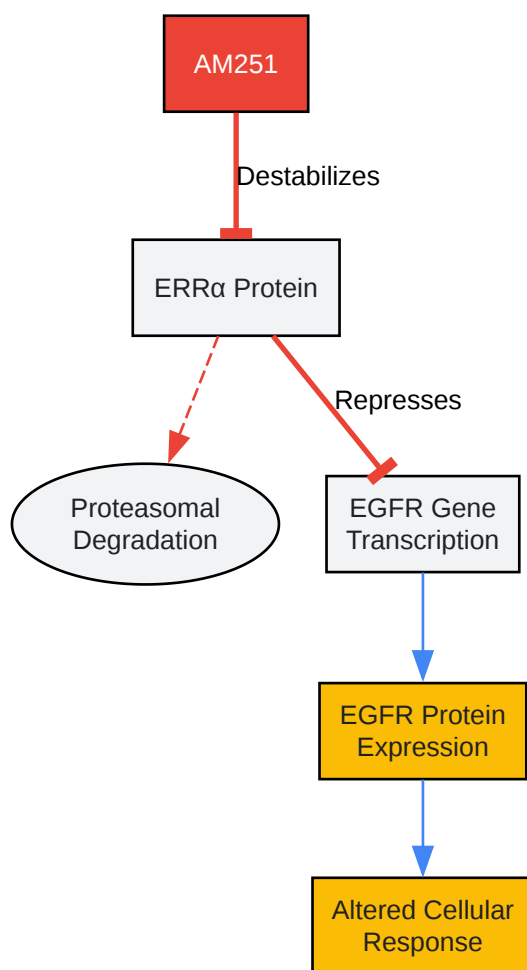 AM251
Destabilizes
ERRα Protein
Represses
Proteasomal
Degradation
EGFR Gene
Transcription
EGFR Protein
Expression
Altered Cellular
Response